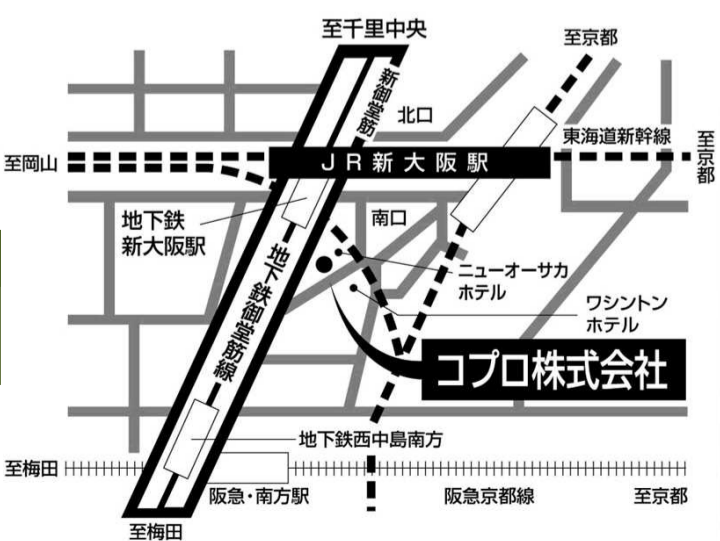 至千里中央
至京都
新御堂筋
北口
東海道新幹線
至京都
至岡山
JR新大阪駅
地下鉄
新大阪駅
南口
ニューオーサカ
ホテル
ワシントン
ホテル
地下鉄御堂筋線
コプロ株式会社
地下鉄西中島南方
至梅田
阪急・南方駅
阪急京都線
至京都
至梅田